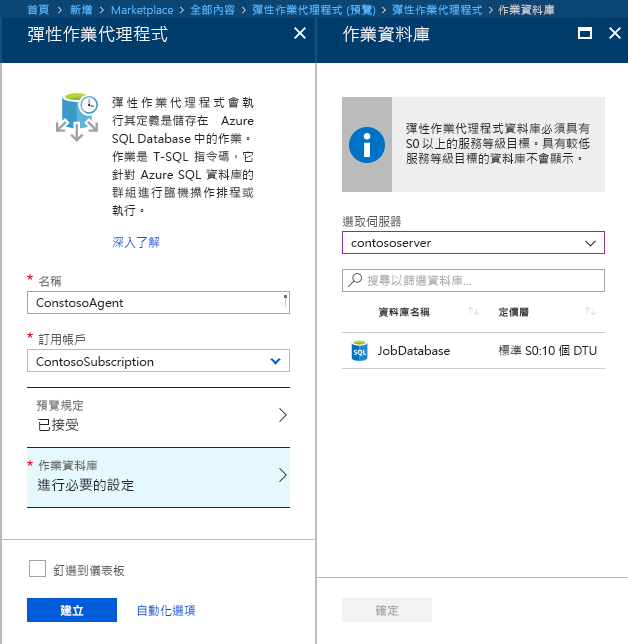 首頁 > 新增 > Marketplace > 全部內容 > 彈性作業代理程式 (預覽) > 彈性作業代理程式 > 作業資料庫
彈性作業代理程式
彈性作業代理程式會執
行其定義是儲存在 Azure
SQL Database 中的作業。
作業是 T-SQL 指令碼，它
針對 Azure SQL 資料庫的
群組進行臨機操作排程或
執行。
深入了解
* 名稱
ConstosoAgent
* 訂用帳戶
ContosoSubscription
預覽規定
已接受
* 作業資料庫
進行必要的設定
釘選到儀表板
建立
自動化選項
作業資料庫
彈性作業代理程式資料庫必須具有
S0 以上的服務等級目標。具有較低
服務等級目標的資料庫不會顯示。
選取伺服器
contososerver
搜尋以篩選資料庫...
資料庫名稱 定價層
SQL JobDatabase 標準 S0:10 個 DTU
確定